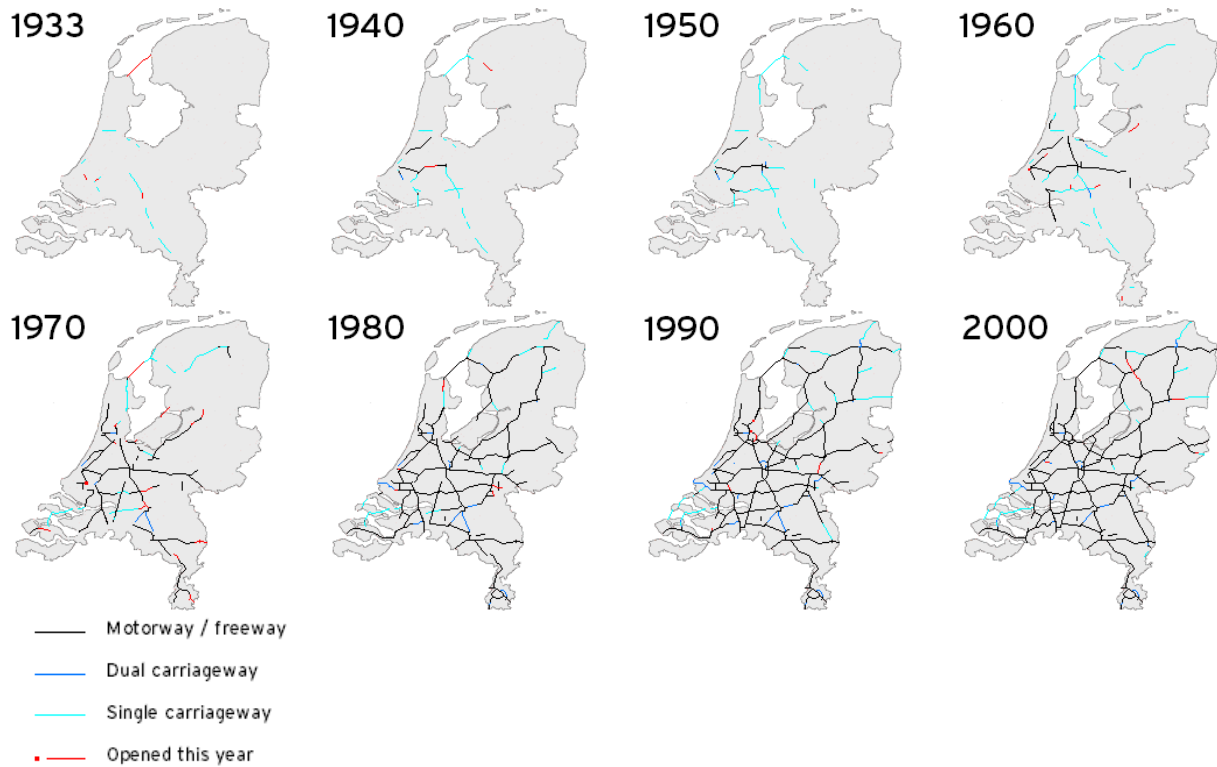 1933
1940
1950
1960
1970
1980
1990
2000
Motorway / freeway
Dual carriageway
Single carriageway
Opened this year